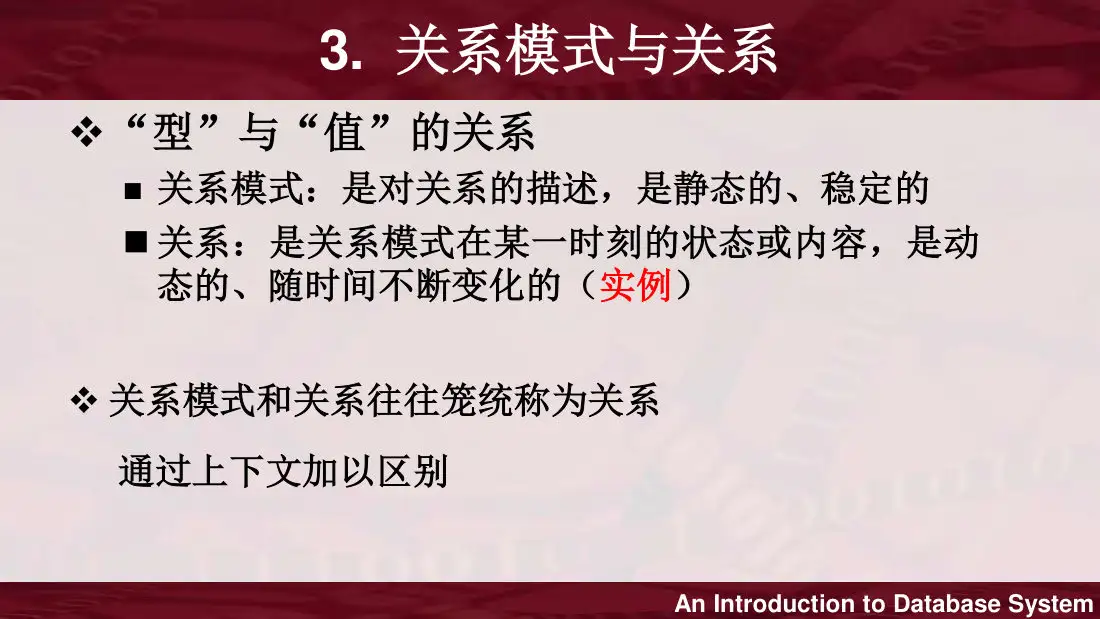 3. 关系模式与关系
❖ “型”与“值”的关系
■ 关系模式：是对关系的描述，是静态的、稳定的
■ 关系：是关系模式在某一时刻的状态或内容，是动
态的、随时间不断变化的（实例）
❖ 关系模式和关系往往笼统称为关系
通过上下文加以区别
An Introduction to Database System